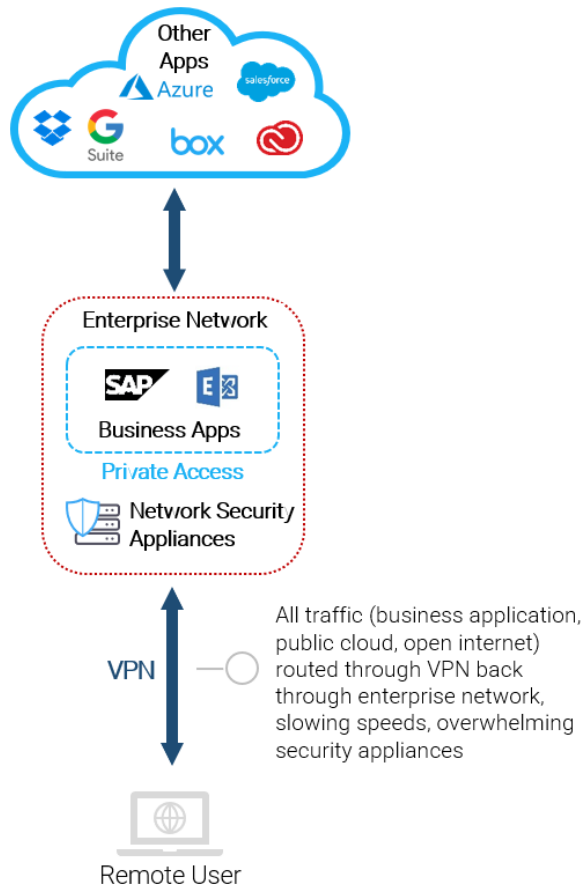 Other
Apps
Azure
salesforce
G Suite
box
Enterprise Network
SAP
E
Business Apps
Private Access
Network Security
Appliances
VPN
All traffic (business application,
public cloud, open internet)
routed through VPN back
through enterprise network,
slowing speeds, overwhelming
security appliances
Remote User